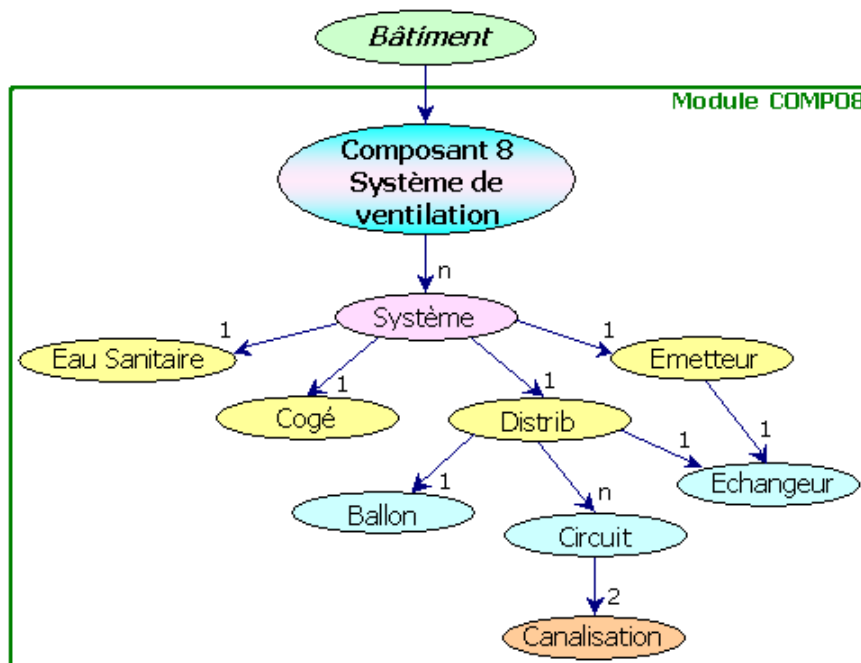 Bâtiment
Module COMPO8
Composant 8
Système de
ventilation
n
Système
1
1
Eau Sanitaire
Emetteur
1
1
Cogé
Distrib
1
1
1
Echangeur
n
Ballon
Circuit
2
Canalisation